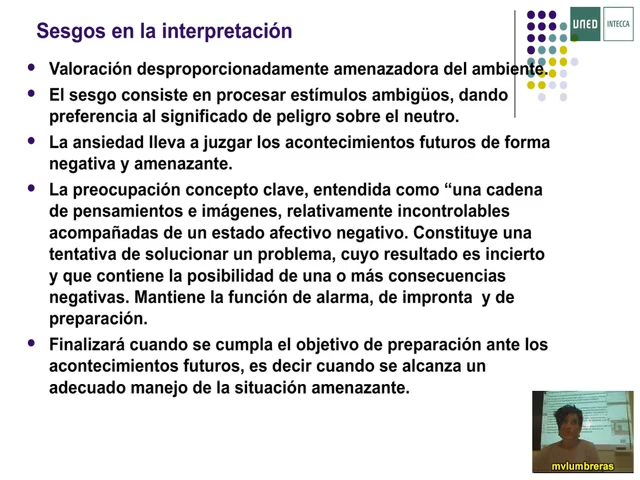 Sesgos en la interpretación
UNED
INTECCA
Valoración desproporcionadamente amenazadora del ambiente.
El sesgo consiste en procesar estímulos ambigüos, dando
preferencia al significado de peligro sobre el neutro.
La ansiedad lleva a juzgar los acontecimientos futuros de forma
negativa y amenazante.
La preocupación concepto clave, entendida como “una cadena
de pensamientos e imágenes, relativamente incontrolables
acompañadas de un estado afectivo negativo. Constituye una
tentativa de solucionar un problema, cuyo resultado es incierto
y que contiene la posibilidad de una o más consecuencias
negativas. Mantiene la función de alarma, de impronta  y de
preparación.
Finalizará cuando se cumpla el objetivo de preparación ante los
acontecimientos futuros, es decir cuando se alcanza un
adecuado manejo de la situación amenazante.
mvlumbreras